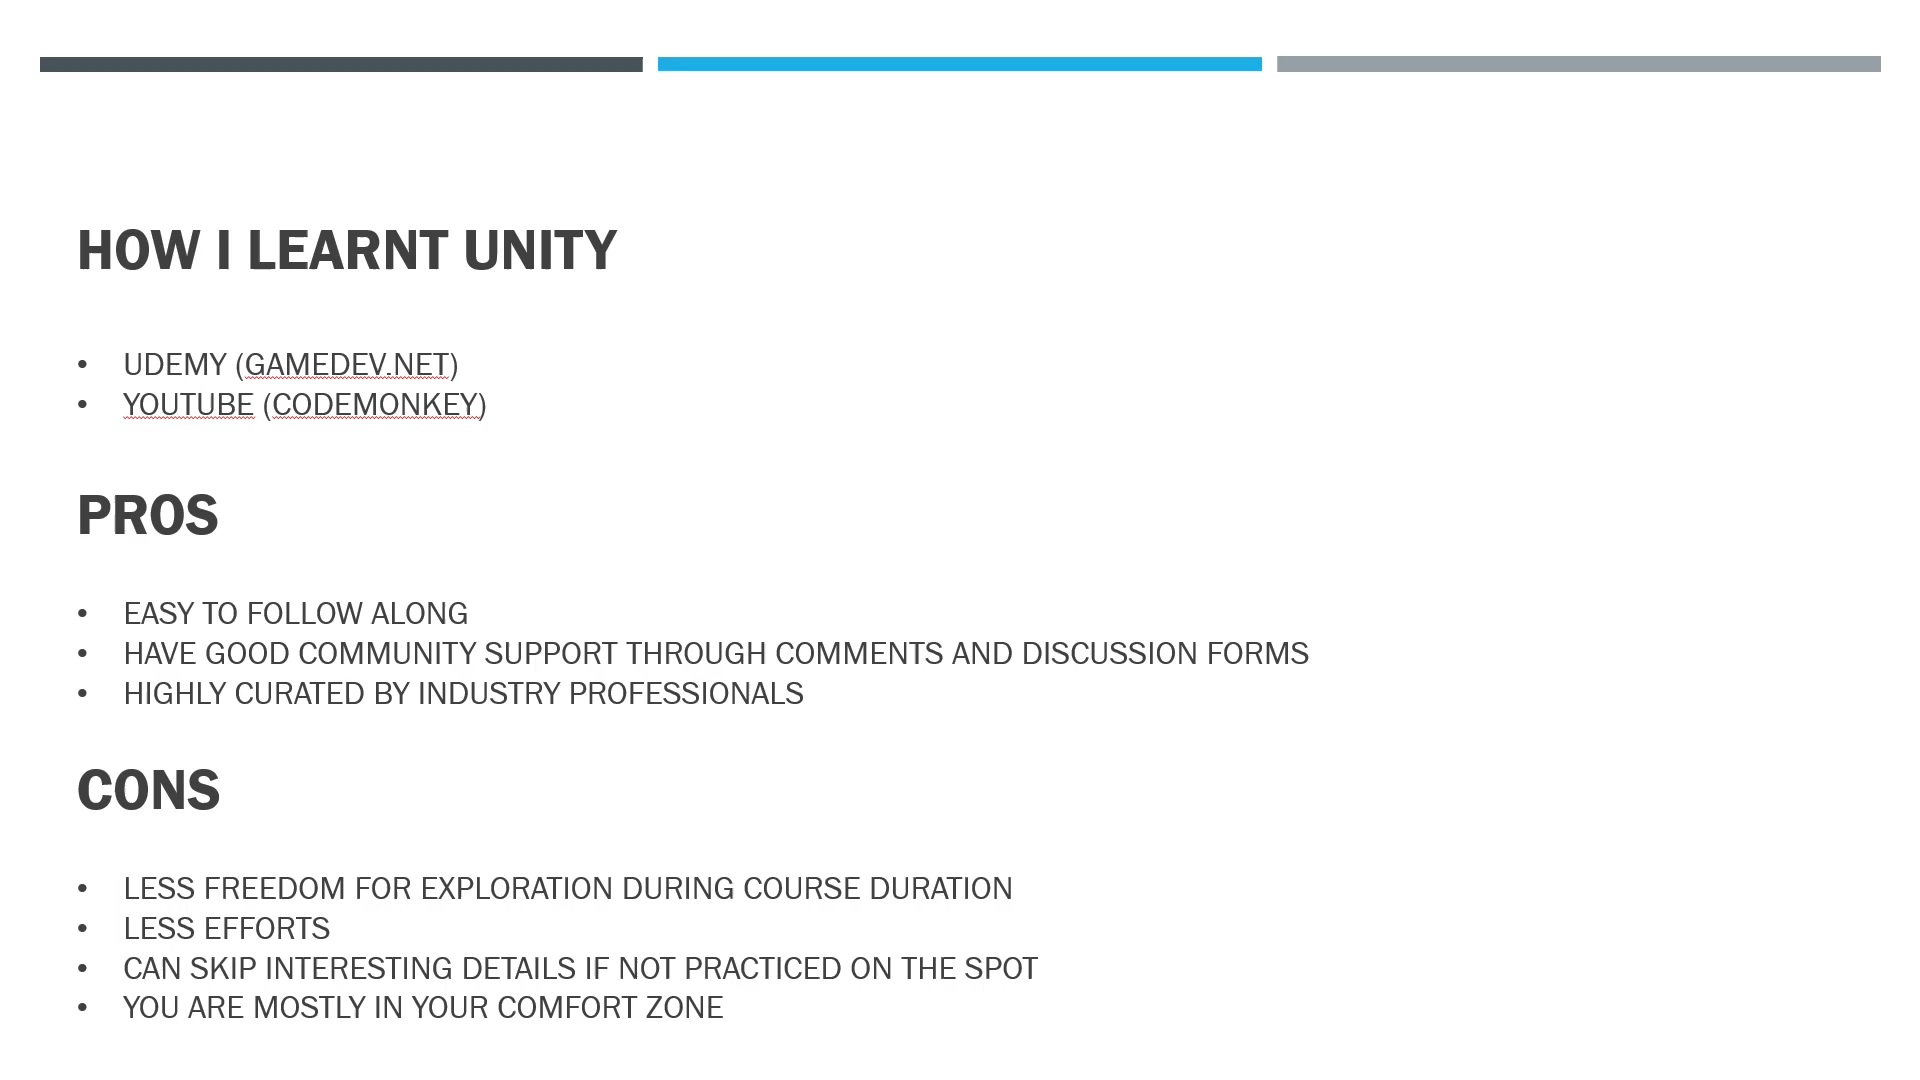 HOW I LEARNT UNITY
• UDEMY (GAMEDEV.NET)
• YOUTUBE (CODEMONKEY)
PROS
• EASY TO FOLLOW ALONG
• HAVE GOOD COMMUNITY SUPPORT THROUGH COMMENTS AND DISCUSSION FORMS
• HIGHLY CURATED BY INDUSTRY PROFESSIONALS
CONS
• LESS FREEDOM FOR EXPLORATION DURING COURSE DURATION
• LESS EFFORTS
• CAN SKIP INTERESTING DETAILS IF NOT PRACTICED ON THE SPOT
• YOU ARE MOSTLY IN YOUR COMFORT ZONE